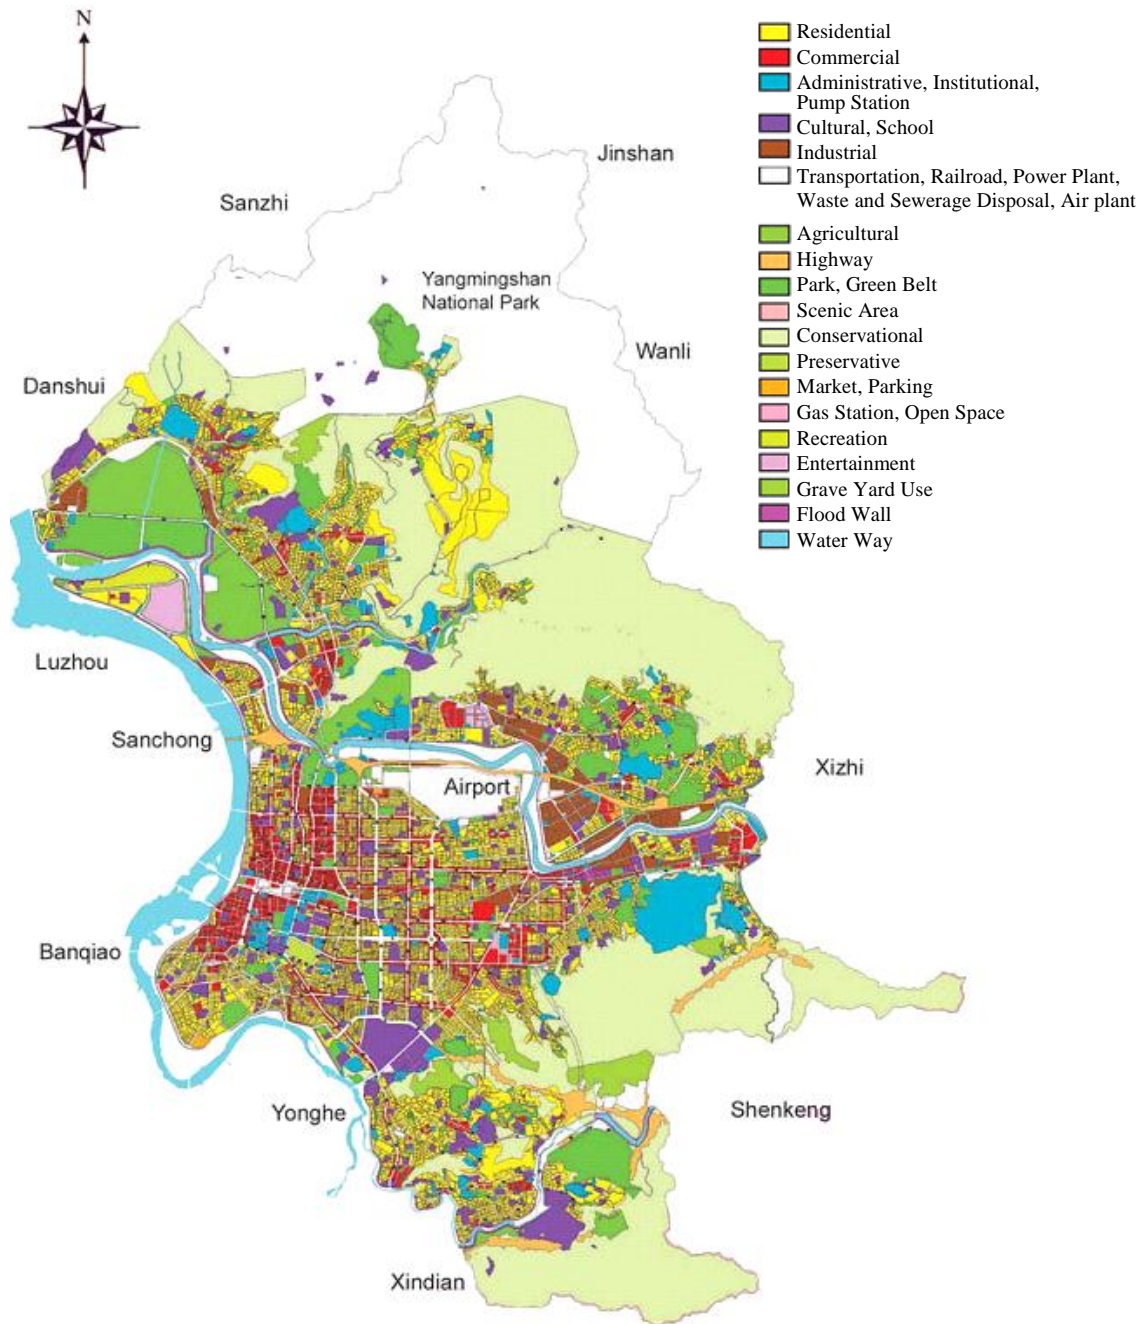 N
Residential
Commercial
Administrative, Institutional,
Pump Station
Cultural, School
Industrial
Transportation, Railroad, Power Plant,
Waste and Sewerage Disposal, Air plant
Agricultural
Highway
Park, Green Belt
Scenic Area
Conservational
Preservative
Market, Parking
Gas Station, Open Space
Recreation
Entertainment
Grave Yard Use
Flood Wall
Water Way
Jinshan
Sanzhi
Yangmingshan
National Park
Wanli
Danshui
Luzhou
Sanchong
Xizhi
Airport
Banqiao
Yonghe
Shenkeng
Xindian